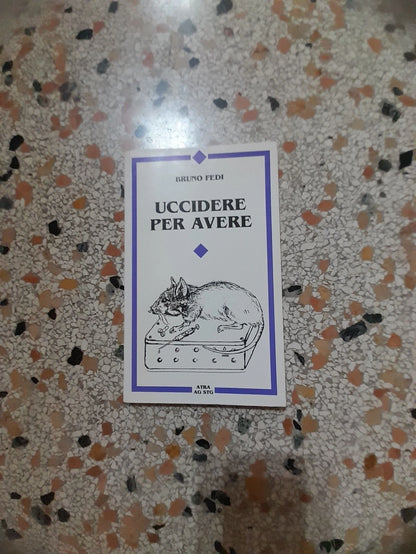 BRUNO FEDI
UCCIDERE
PER AVERE
ATRA
AG STG